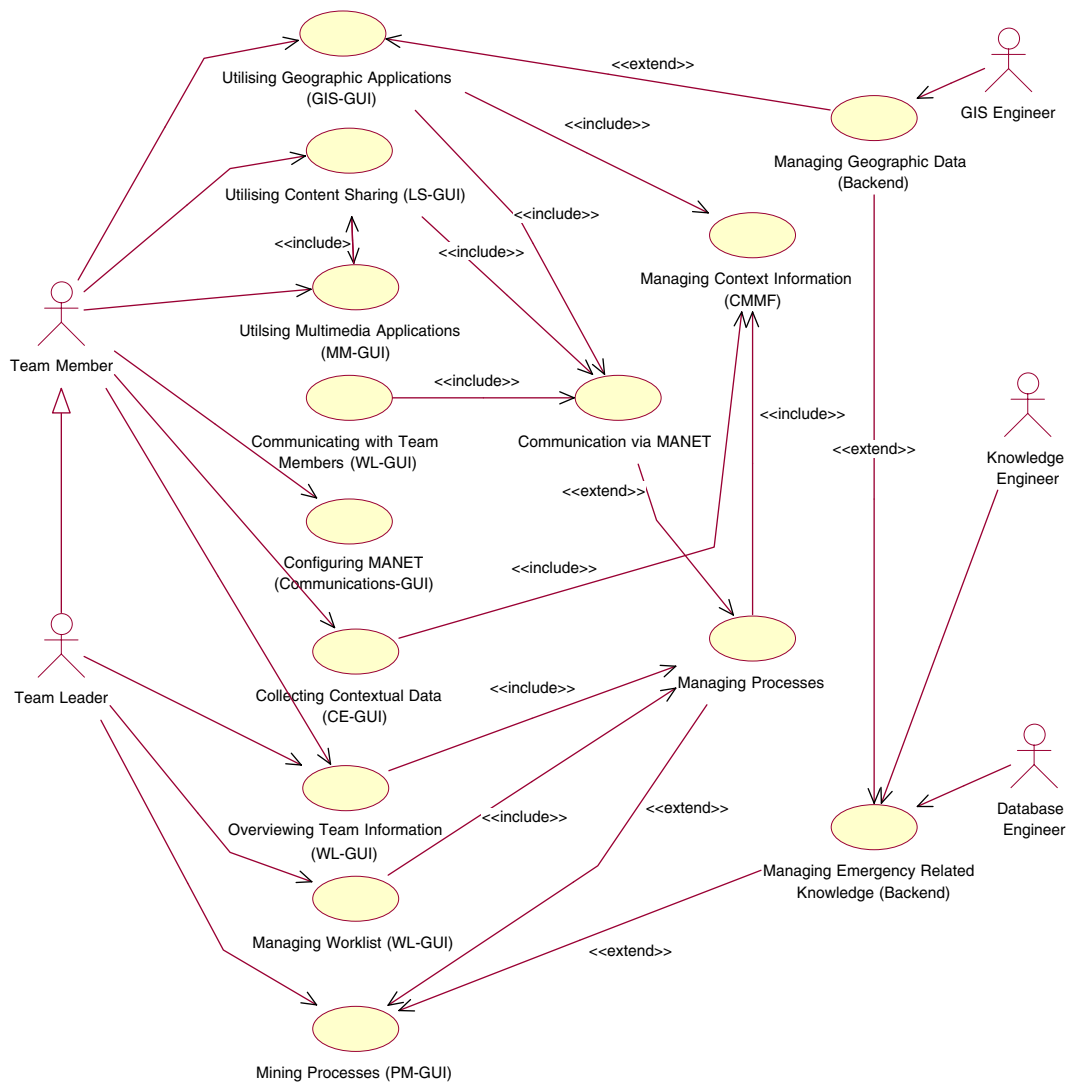 Utilising Geographic Applications
(GIS-GUI)
<<extend>>
GIS Engineer
<<include>>
Managing Geographic Data
(Backend)
Utilising Content Sharing (LS-GUI)
<<include>>
<<include>
<<include>>
Managing Context Information
(CMMF)
Utilsing Multimedia Applications
(MM-GUI)
Team Member
<<include>>
<<include>>
Communicating with Team
Members (WL-GUI)
Communication via MANET
<<extend>>
Knowledge
Engineer
<<extend>>
Configuring MANET
(Communications-GUI)
<<include>>
Team Leader
Collecting Contextual Data
(CE-GUI)
<<include>>
Managing Processes
<<extend>>
<<include>>
Database
Engineer
Overviewing Team Information
(WL-GUI)
Managing Emergency Related
Knowledge (Backend)
Managing Worklist (WL-GUI)
<<extend>>
Mining Processes (PM-GUI)